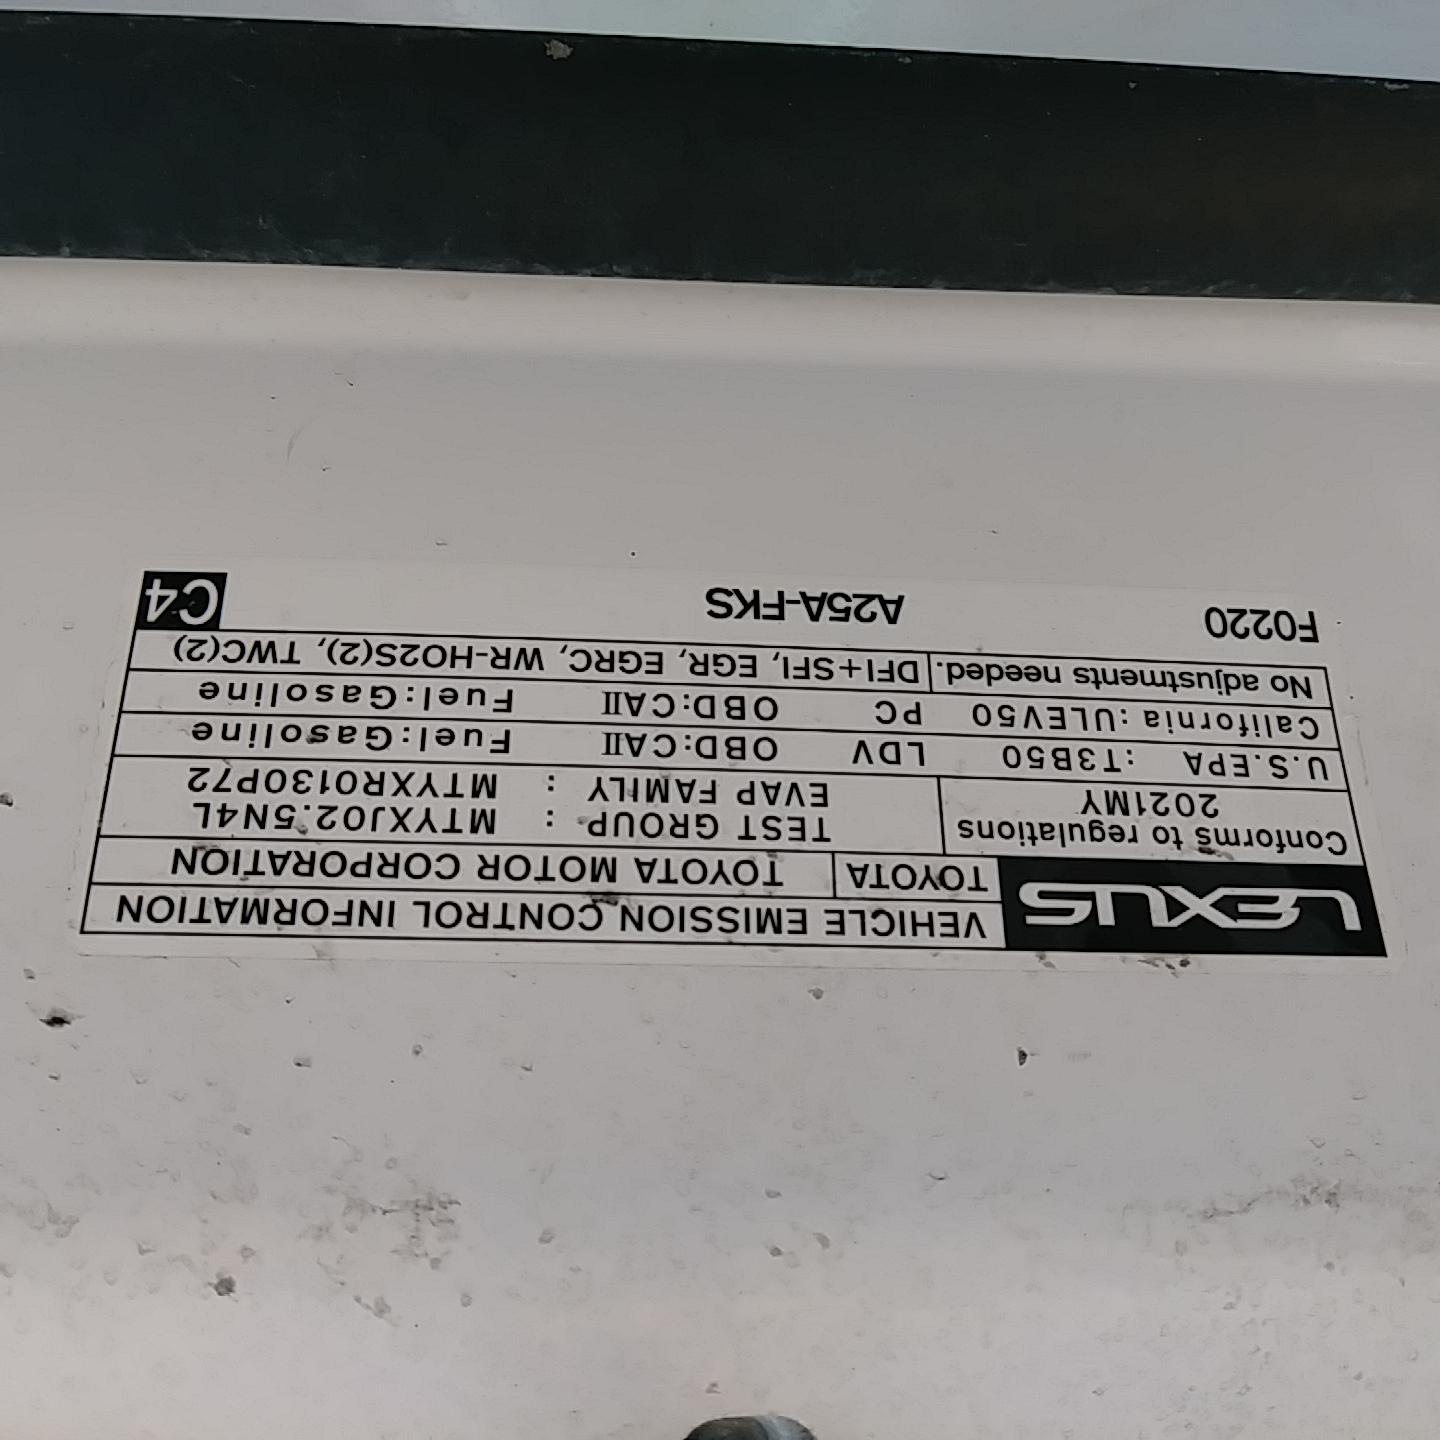 LEXUS
VEHICLE EMISSION CONTROL INFORMATION
TOYOTA TOYOTA MOTOR CORPORATION
Conforms to regulations
2021MY
TEST GROUP : MTYXJ02.5N4L
EVAP FAMILY : MTYXR0130P72
U.S.EPA :T3B50 LDV OBD:CAII Fuel:Gasoline
California :ULEV50 PC OBD:CAII Fuel:Gasoline
No adjustments needed. DFI+SFI, EGR, EGRC, WR-HO2S(2), TWC(2)
F0220 A25A-FKS C4